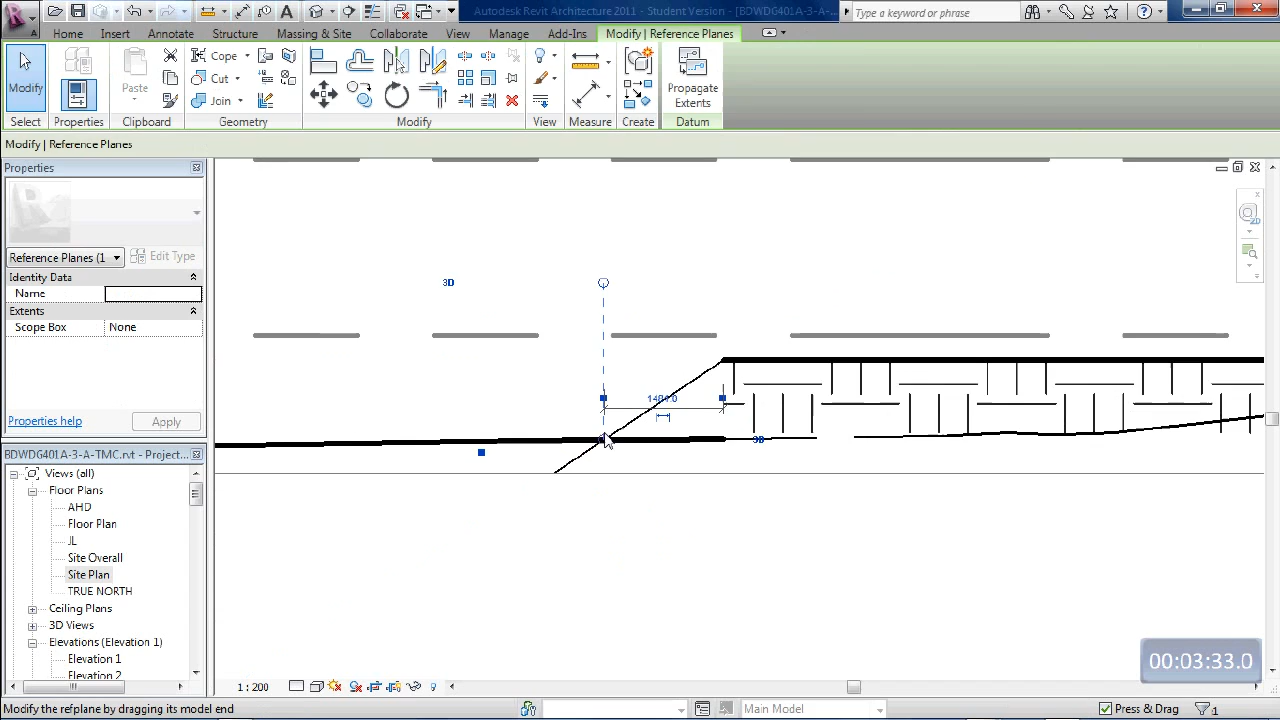 Autodesk Revit Architecture 2011 - Student Version - [BDWDG401A-3-A-...
Type a keyword or phrase
Home Insert Annotate Structure Massing & Site Collaborate View Manage Add-Ins Modify | Reference Planes
Modify Paste Cope Cut Join Propagate Extents
Select Properties Clipboard Geometry Modify View Measure Create Datum
Modify | Reference Planes
Properties
Reference Planes (1 Edit Type
Identity Data
Name
Extents
Scope Box None
Properties help Apply
3D
3D
BDWDG401A-3-A-TMC.rvt - Project...
Views (all)
Floor Plans
AHD
Floor Plan
JL
Site Overall
Site Plan
TRUE NORTH
Ceiling Plans
3D Views
Elevations (Elevation 1)
Elevation 1
Elevation 2
00:03:33.0
1 : 200
Modify the refplane by dragging its model end Main Model Press & Drag :1